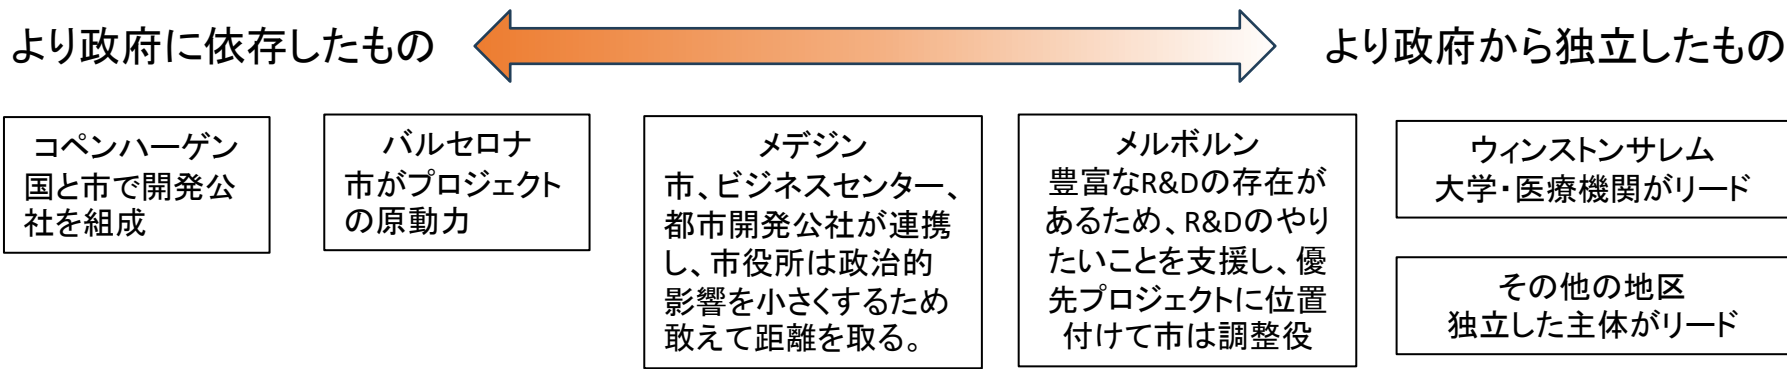 より政府に依存したもの
より政府から独立したもの
コペンハーゲン
国と市で開発公
社を組成
バルセロナ
市がプロジェクト
の原動力
メデジン
市、ビジネスセンター、
都市開発公社が連携
し、市役所は政治的
影響を小さくするため
敢えて距離を取る。
メルボルン
豊富なR&Dの存在が
あるため、R&Dのやり
たいことを支援し、優
先プロジェクトに位置
付けて市は調整役
ウィンストンサレム
大学・医療機関がリード
その他の地区
独立した主体がリード